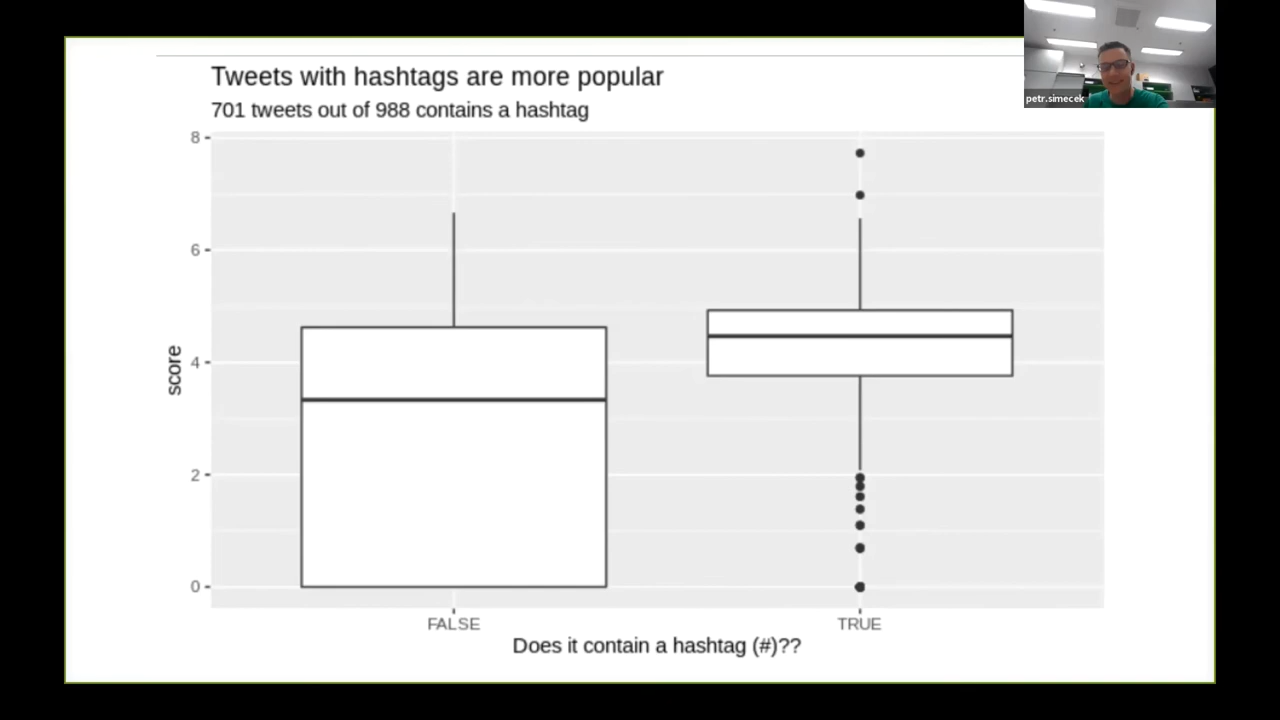 Tweets with hashtags are more popular
701 tweets out of 988 contains a hashtag
petr.simecek
8
6
4
2
0
score
FALSE
TRUE
Does it contain a hashtag (#)??